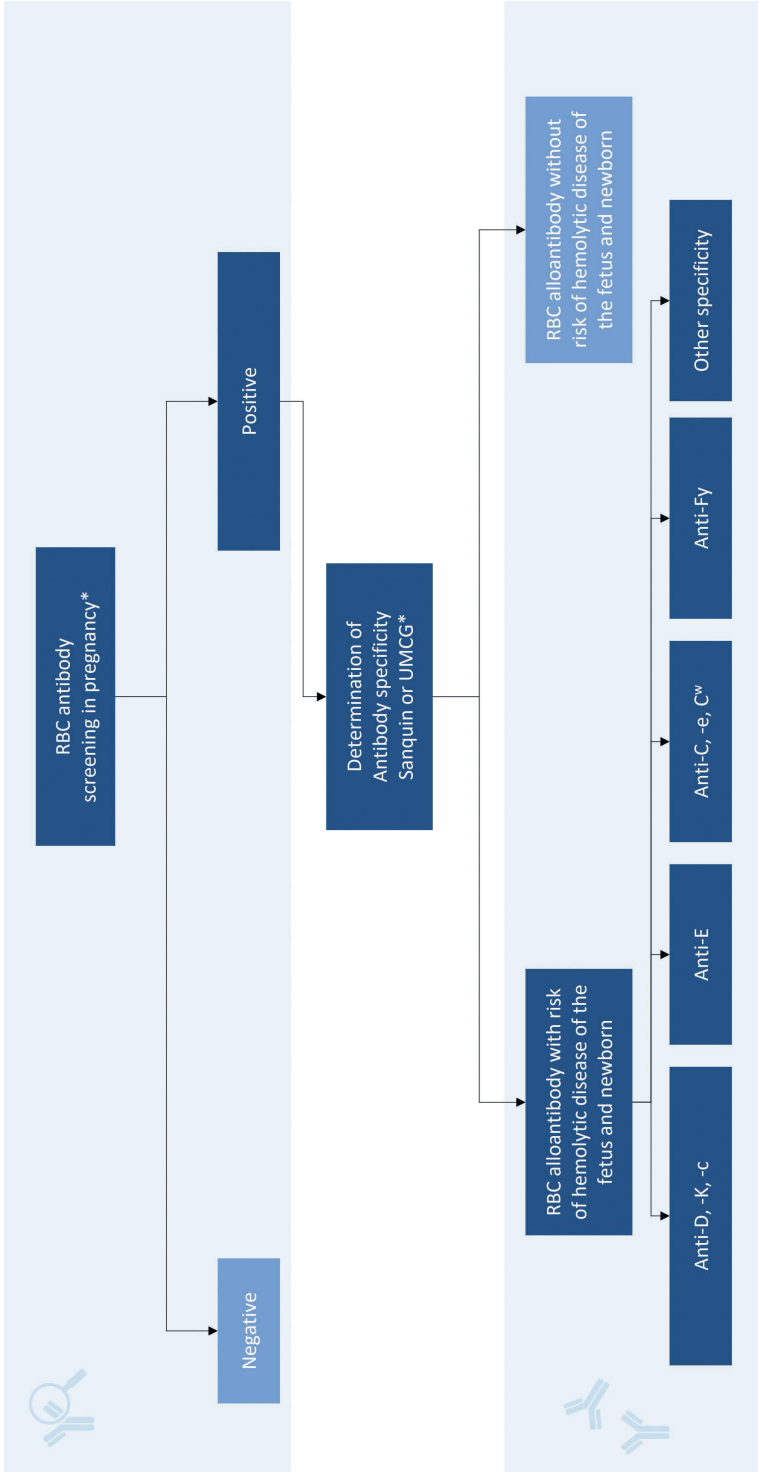 RBC antibody
screening in pregnancy*
Negative
Positive
Determination of
Antibody specificity
Sanquin or UMCG*
RBC alloantibody with risk
of hemolytic disease of the
fetus and newborn
RBC alloantibody without
risk of hemolytic disease of
the fetus and newborn
Anti-D, -K, -c
Anti-E
Anti-C, -e, Cʷ
Anti-Fy
Other specificity